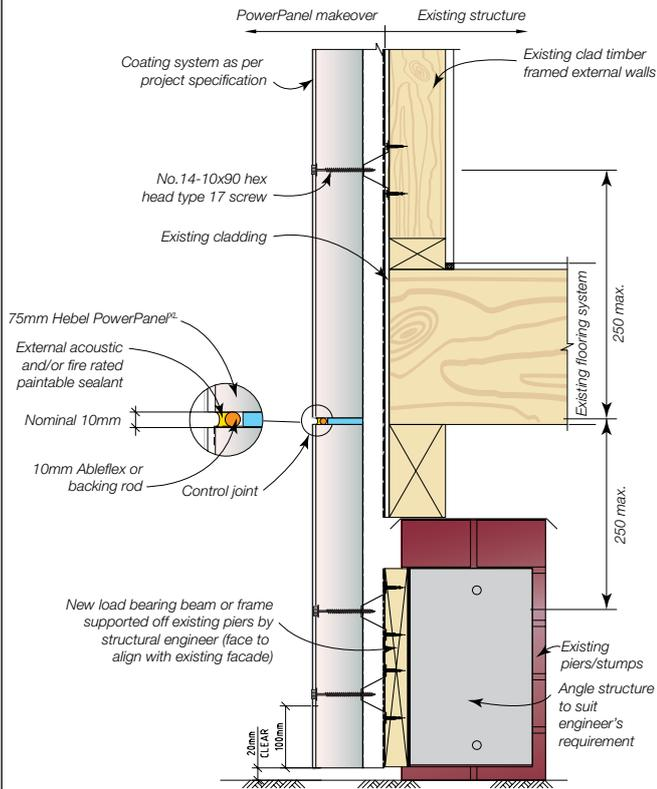 PowerPanel makeover
Existing structure
Coating system as per
project specification
Existing clad timber
framed external walls
No.14-10x90 hex
head type 17 screw
Existing cladding
75mm Hebel PowerPanelXL
External acoustic
and/or fire rated
paintable sealant
Nominal 10mm
10mm Ableflex or
backing rod
Control joint
Existing flooring system
250 max.
250 max.
New load bearing beam or frame
supported off existing piers by
structural engineer (face to
align with existing facade)
Existing
piers/stumps
Angle structure
to suit
engineer's
requirement
20mm
CLEAR
100mm